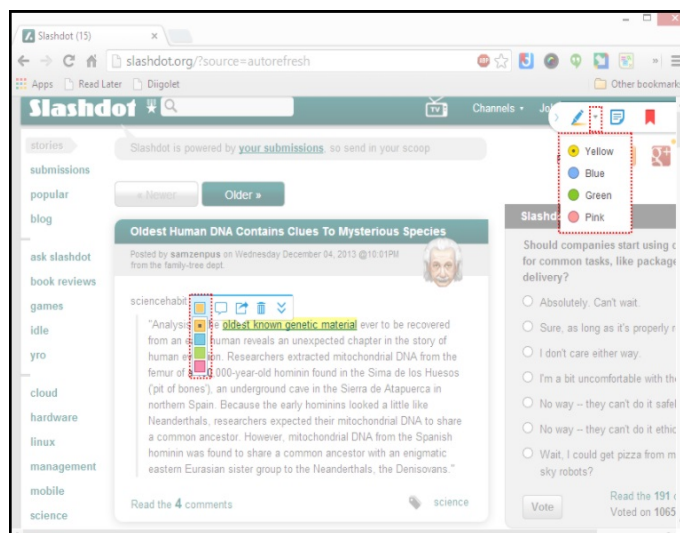 Slashdot (15)
slashdot.org/?source=autorefresh
Apps Read Later Diigolet
Other bookmarks
Slashdot
TV
Channels
stories
Slashdot is powered by your submissions, so send in your scoop
submissions
popular
blog
ask slashdot
book reviews
games
idle
yro
cloud
hardware
linux
management
mobile
science
« Newer
Older »
Oldest Human DNA Contains Clues To Mysterious Species
Posted by samzenpus on Wednesday December 04, 2013 @10:01PM
from the family-tree dept.
sciencehabit
"Analysis oldest known genetic material ever to be recovered
from an human reveals an unexpected chapter in the story of
human Researchers extracted mitochondrial DNA from the
femur of a 0,000-year-old hominin found in the Sima de los Huesos
('pit of bones'), an underground cave in the Sierra de Atapuerca in
northern Spain. Because the early hominins looked a little like
Neanderthals, researchers expected their mitochondrial DNA to share
a common ancestor. However, mitochondrial DNA from the Spanish
hominin was found to share a common ancestor with an enigmatic
eastern Eurasian sister group to the Neanderthals, the Denisovans."
Read the 4 comments
science
Yellow
Blue
Green
Pink
g+
Slashd
Should companies start using
for common tasks, like package
delivery?
Absolutely. Can't wait.
Sure, as long as it's properly r
I don't care either way.
I'm a bit uncomfortable with the
No way -- they can't do it safel
No way -- they can't do it ethic
Wait, I could get pizza from m
sky robots?
Vote
Read the 191
Voted on 1065